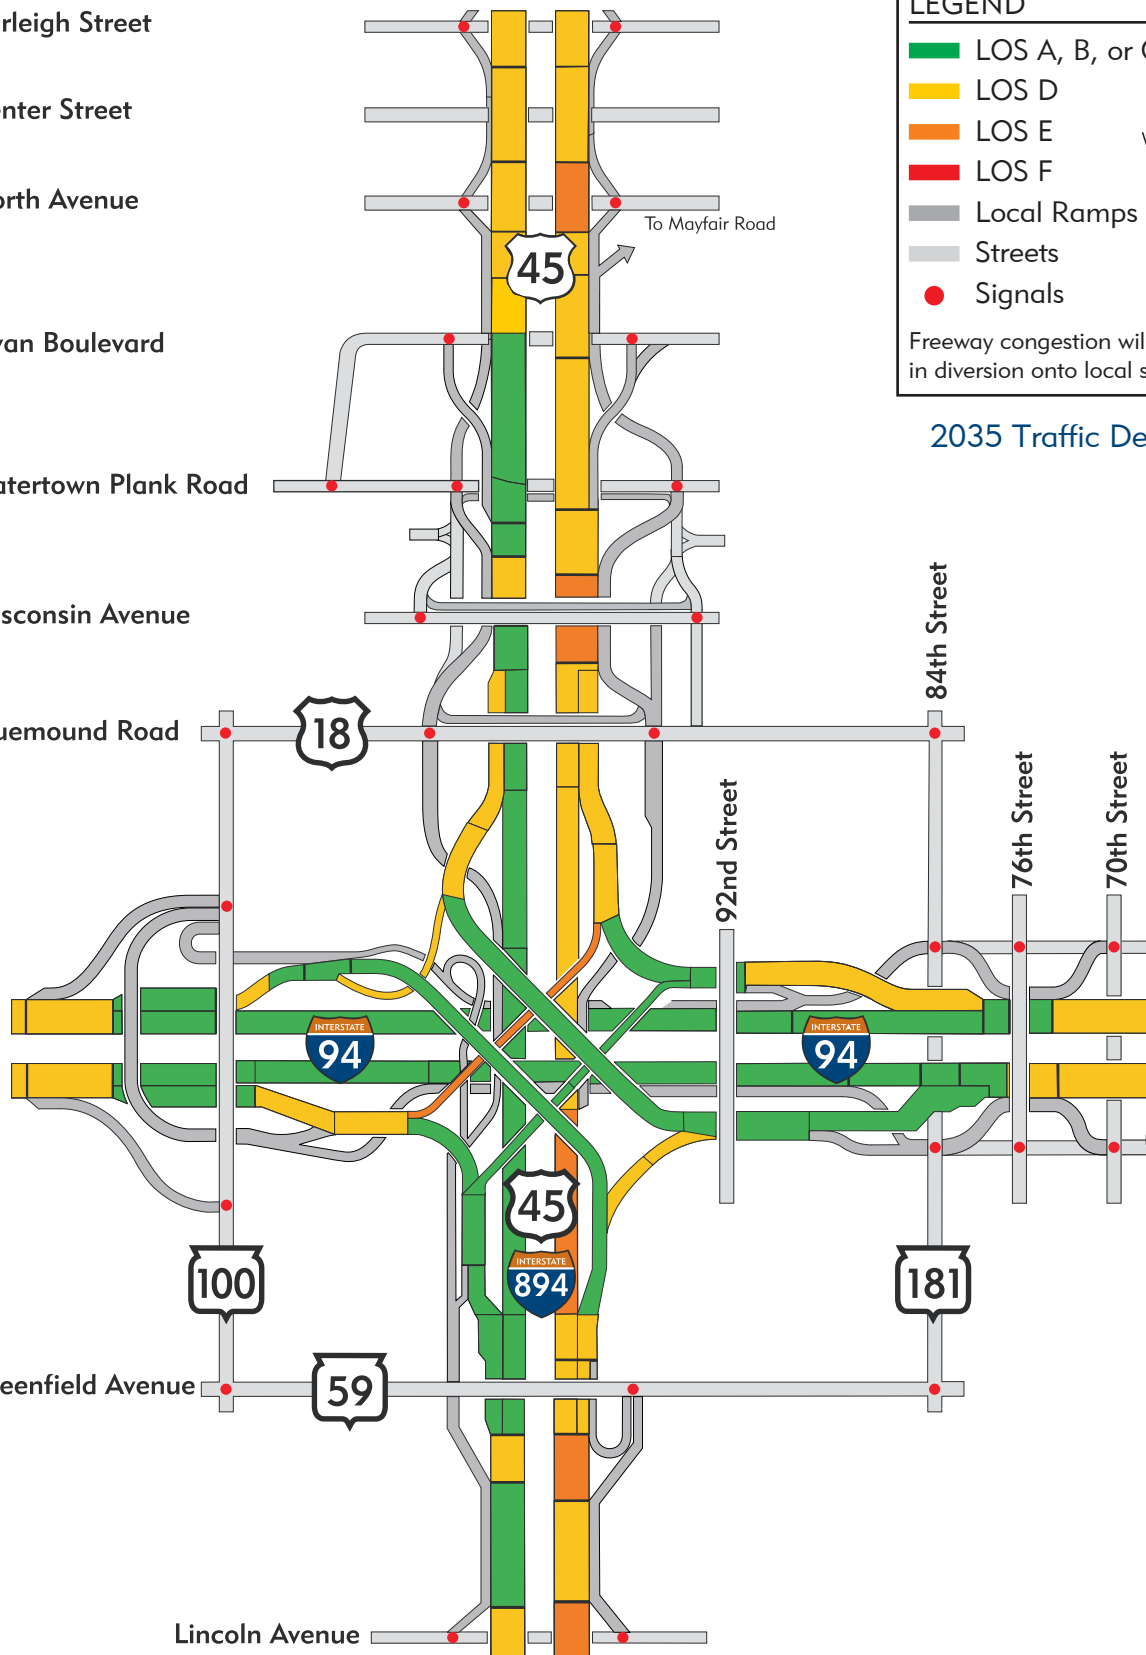 LEGEND
LOS A, B, or
LOS D
LOS E
LOS F
Local Ramps
Streets
Signals
Freeway congestion wil
in diversion onto local s
2035 Traffic De
rleigh Street
nter Street
rth Avenue
To Mayfair Road
45
van Boulevard
atertown Plank Road
sconsin Avenue
84th Street
uemound Road
18
76th Street
70th Street
92nd Street
INTERSTATE
94
INTERSTATE
94
45
INTERSTATE
894
100
181
eenfield Avenue
59
Lincoln Avenue